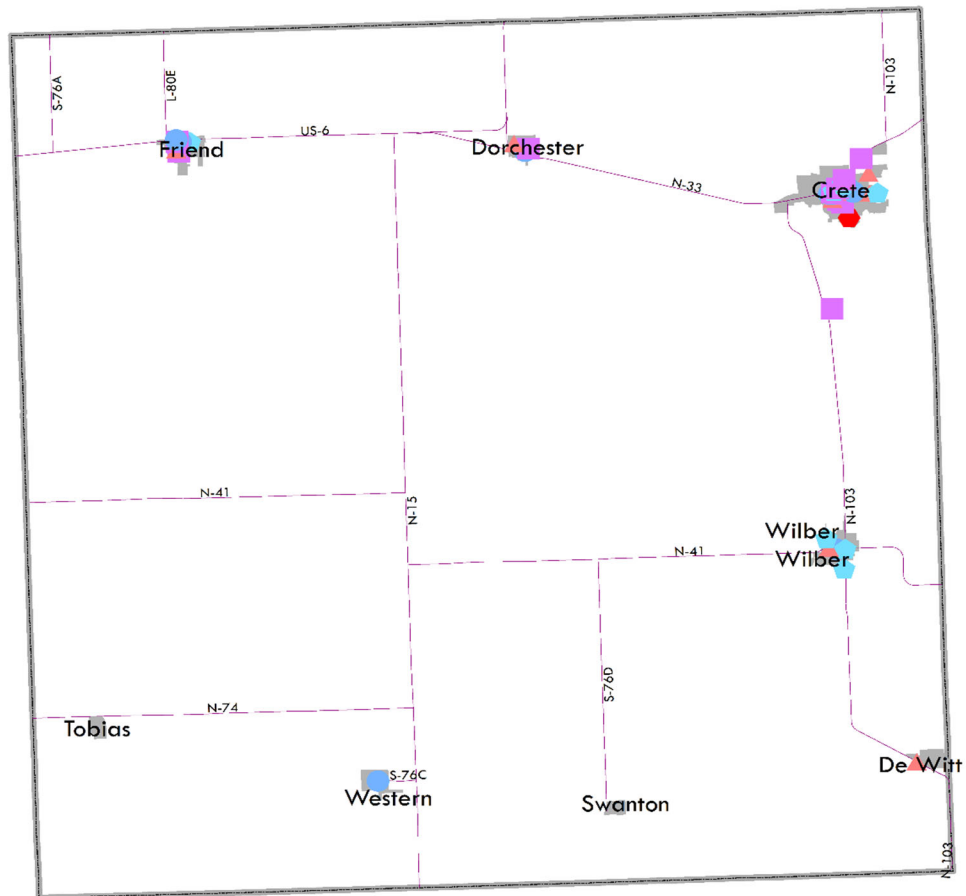 S-76A
L-80E
N-103
US-6
Friend
Dorchester
N-33
Crete
N-41
N-15
N-103
Wilber
N-41
Wilber
S-76D
N-74
Tobias
S-76C
Western
Swanton
De Witt
N-103